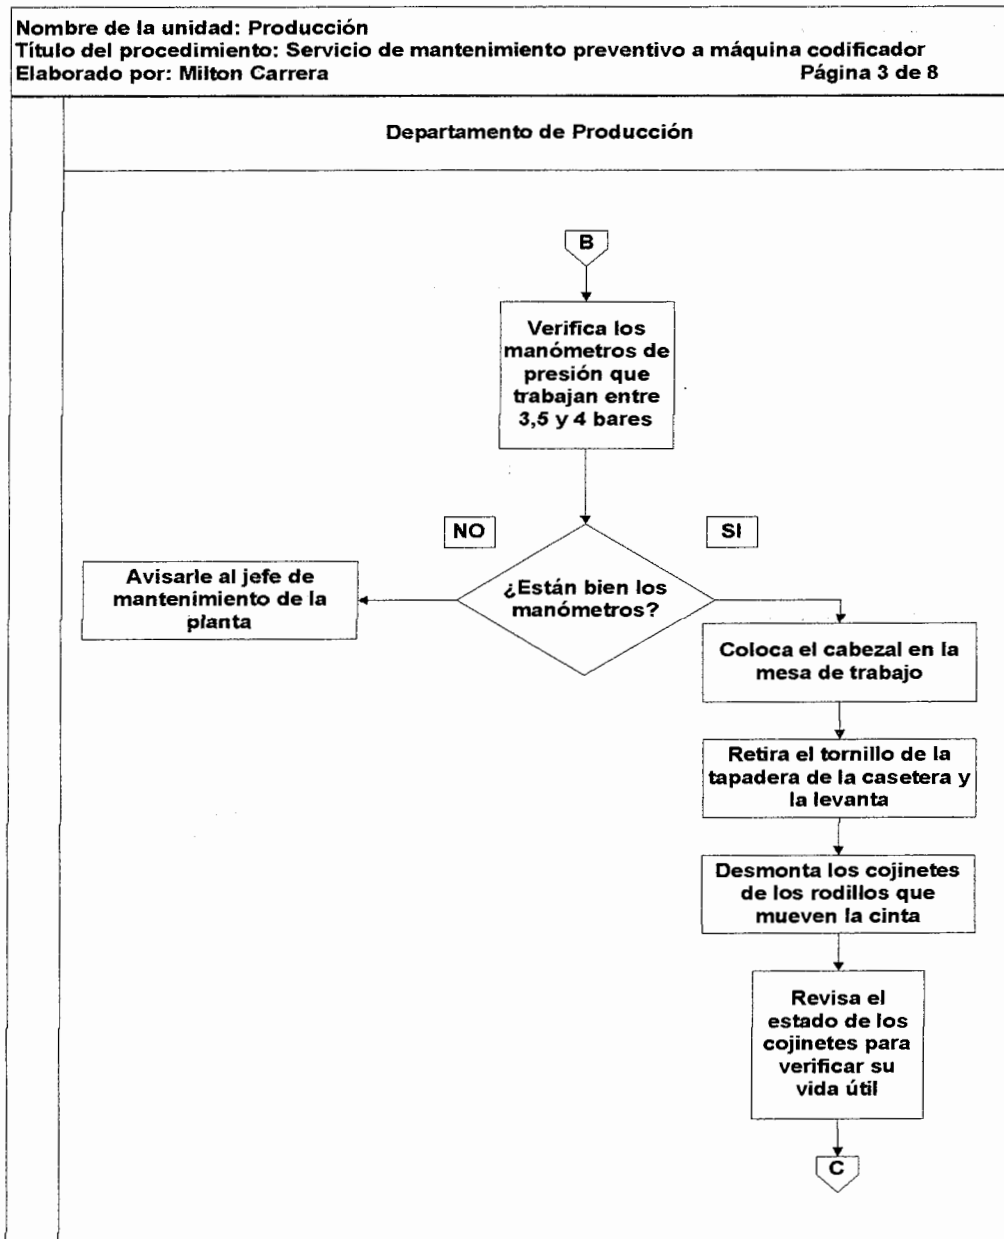 Nombre de la unidad: Producción
Título del procedimiento: Servicio de mantenimiento preventivo a máquina codificador
Elaborado por: Milton Carrera Página 3 de 8
Departamento de Producción
B
Verifica los
manómetros de
presión que
trabajan entre
3,5 y 4 bares
NO
SI
¿Están bien los
manómetros?
Avisarle al jefe de
mantenimiento de la
planta
Coloca el cabezal en la
mesa de trabajo
Retira el tornillo de la
tapadera de la casetera y
la levanta
Desmonta los cojinetes
de los rodillos que
mueven la cinta
Revisa el
estado de los
cojinetes para
verificar su
vida útil
C